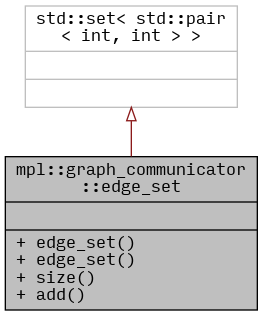 std::set< std::pair
< int, int > >
mpl::graph_communicator
::edge_set
+ edge_set()
+ edge_set()
+ size()
+ add()